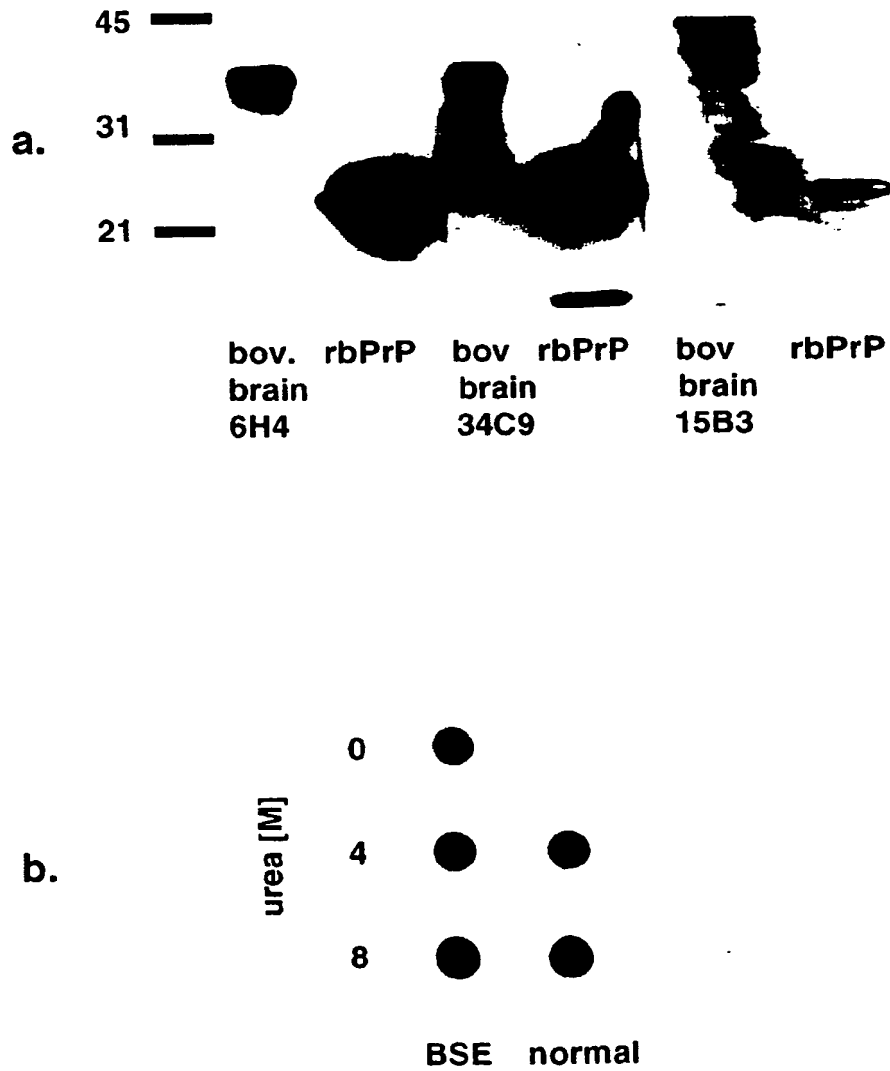 45
31
a.
21
bov. rbPrP bov rbPrP bov rbPrP
brain brain brain
6H4 34C9 15B3
0
urea [M]
4
b.
8
BSE normal